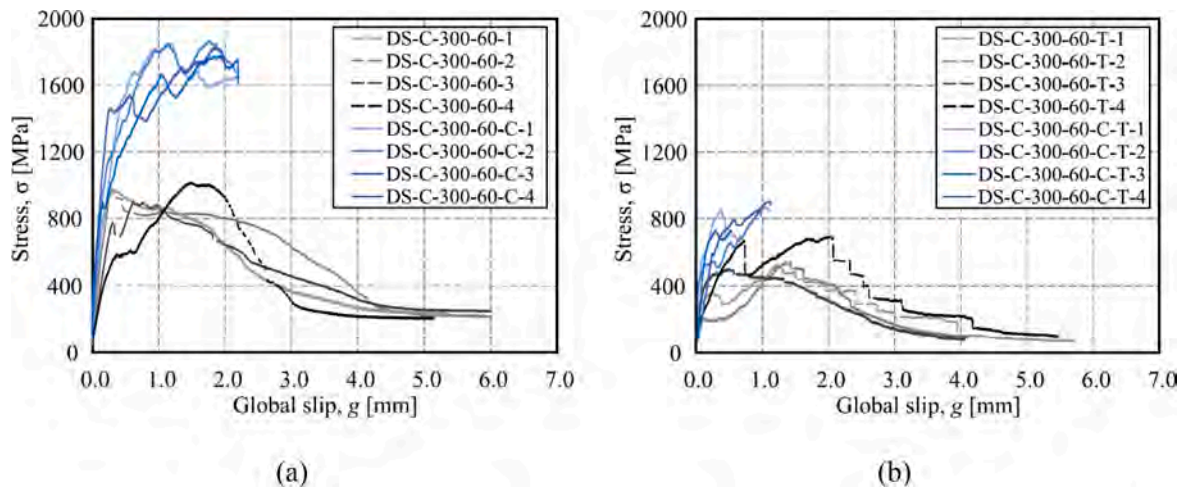 2000
1600
1200
800
400
0
Stress, σ [MPa]
0.0 1.0 2.0 3.0 4.0 5.0 6.0 7.0
Global slip, g [mm]
DS-C-300-60-1
DS-C-300-60-2
DS-C-300-60-3
DS-C-300-60-4
DS-C-300-60-C-1
DS-C-300-60-C-2
DS-C-300-60-C-3
DS-C-300-60-C-4
(a)
2000
1600
1200
800
400
0
Stress, σ [MPa]
0.0 1.0 2.0 3.0 4.0 5.0 6.0 7.0
Global slip, g [mm]
DS-C-300-60-T-1
DS-C-300-60-T-2
DS-C-300-60-T-3
DS-C-300-60-T-4
DS-C-300-60-C-T-1
DS-C-300-60-C-T-2
DS-C-300-60-C-T-3
DS-C-300-60-C-T-4
(b)